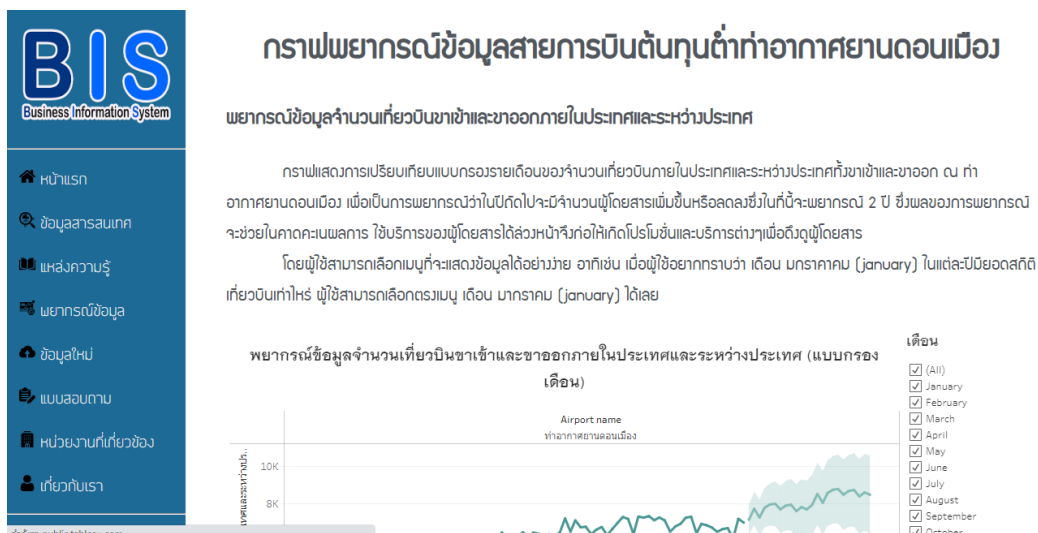 BIS
Business Information System
หน้าแรก
ข้อมูลสารสนเทศ
แหล่งความรู้
พยากรณ์ข้อมูล
ข้อมูลใหม่
แบบสอบถาม
หน่วยงานที่เกี่ยวข้อง
เกี่ยวกับเรา
กราฟพยากรณ์ข้อมูลสายการบินต้นทุนต่ำท่าอากาศยานดอนเมือง
พยากรณ์ข้อมูลจำนวนเที่ยวบินขาเข้าและขาออกภายในประเทศและระหว่างประเทศ
กราฟแสดงการเปรียบเทียบแบบกรองรายเดือนของจำนวนเที่ยวบินภายในประเทศและระหว่างประเทศทั้งขาเข้าและขาออก ณ ท่า
อากาศยานดอนเมือง เพื่อเป็นการพยากรณ์ว่าในปีถัดไปจะมีจำนวนผู้โดยสารเพิ่มขึ้นหรือลดลงซึ่งในที่นี้จะพยากรณ์ 2 ปี ซึ่งผลของการพยากรณ์
จะช่วยในคาดคะเนผลการ ใช้บริการของผู้โดยสารได้ล่วงหน้าจึงก่อให้เกิดโปรโมชั่นและบริการต่างๆเพื่อดึงดูผู้โดยสาร
โดยผู้ใช้สามารถเลือกเมนูที่จะแสดงข้อมูลได้อย่างง่าย อาทิเช่น เมื่อผู้ใช้อยากทราบว่า เดือน มกราคาคม (january) ในแต่ละปีมียอดสถิติ
เที่ยวบินเท่าไหร่ ผู้ใช้สามารถเลือกตรงเมนู เดือน มากราคม (january) ได้เลย
พยากรณ์ข้อมูลจำนวนเที่ยวบินขาเข้าและขาออกภายในประเทศและระหว่างประเทศ (แบบกรอง
เดือน)
Airport name
ท่าอากาศยานดอนเมือง
10K
8K
เดือน
(All)
January
February
March
April
May
June
July
August
September
October